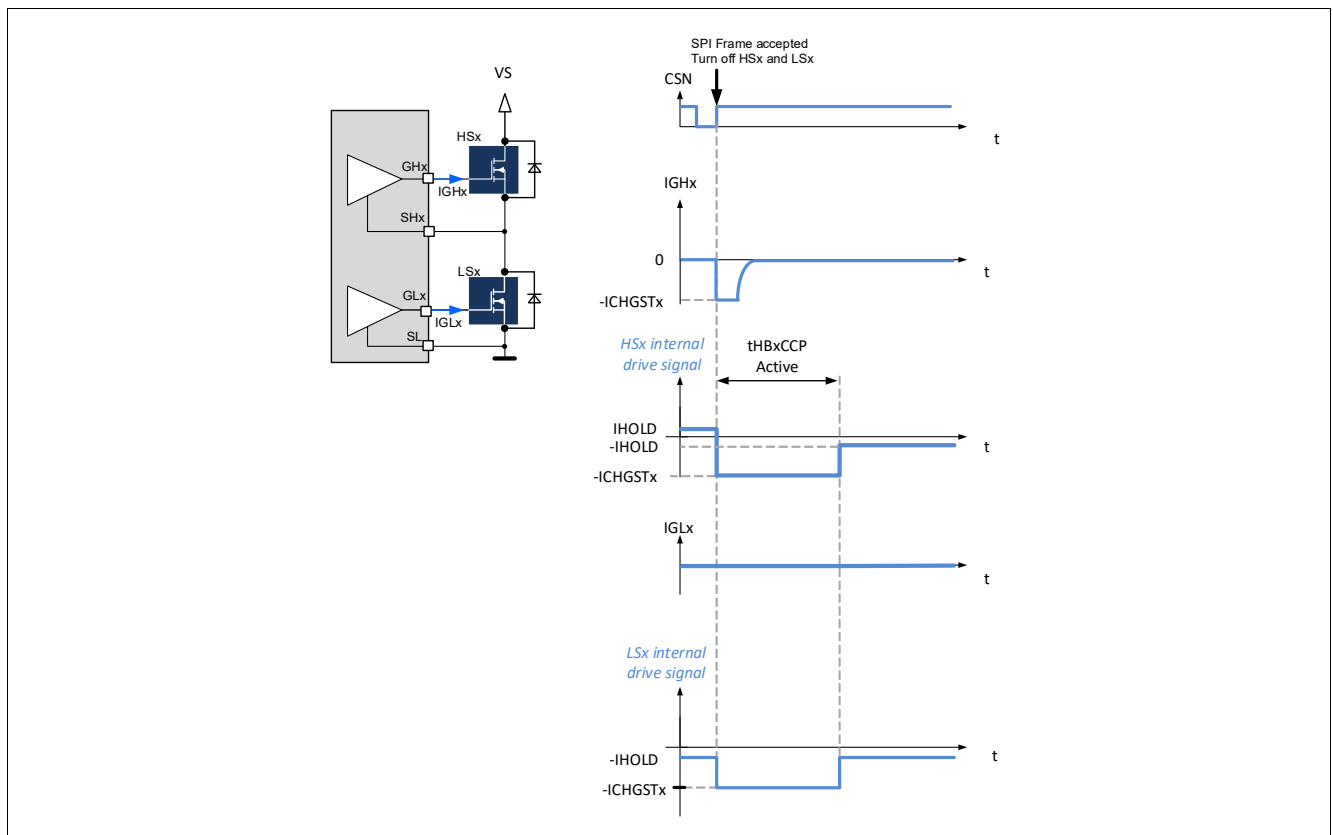 SPI Frame accepted
Turn off HSx and LSx
CSN
t
VS
HSx
GHx
IGHx
SHx
LSx
GLx
IGLx
SL
IGHx
0
t
-ICHGSTx
HSx internal
drive signal
tHBxCCP
Active
IHOLD
-IHOLD
t
-ICHGSTx
IGLx
t
LSx internal
drive signal
-IHOLD
t
-ICHGSTx